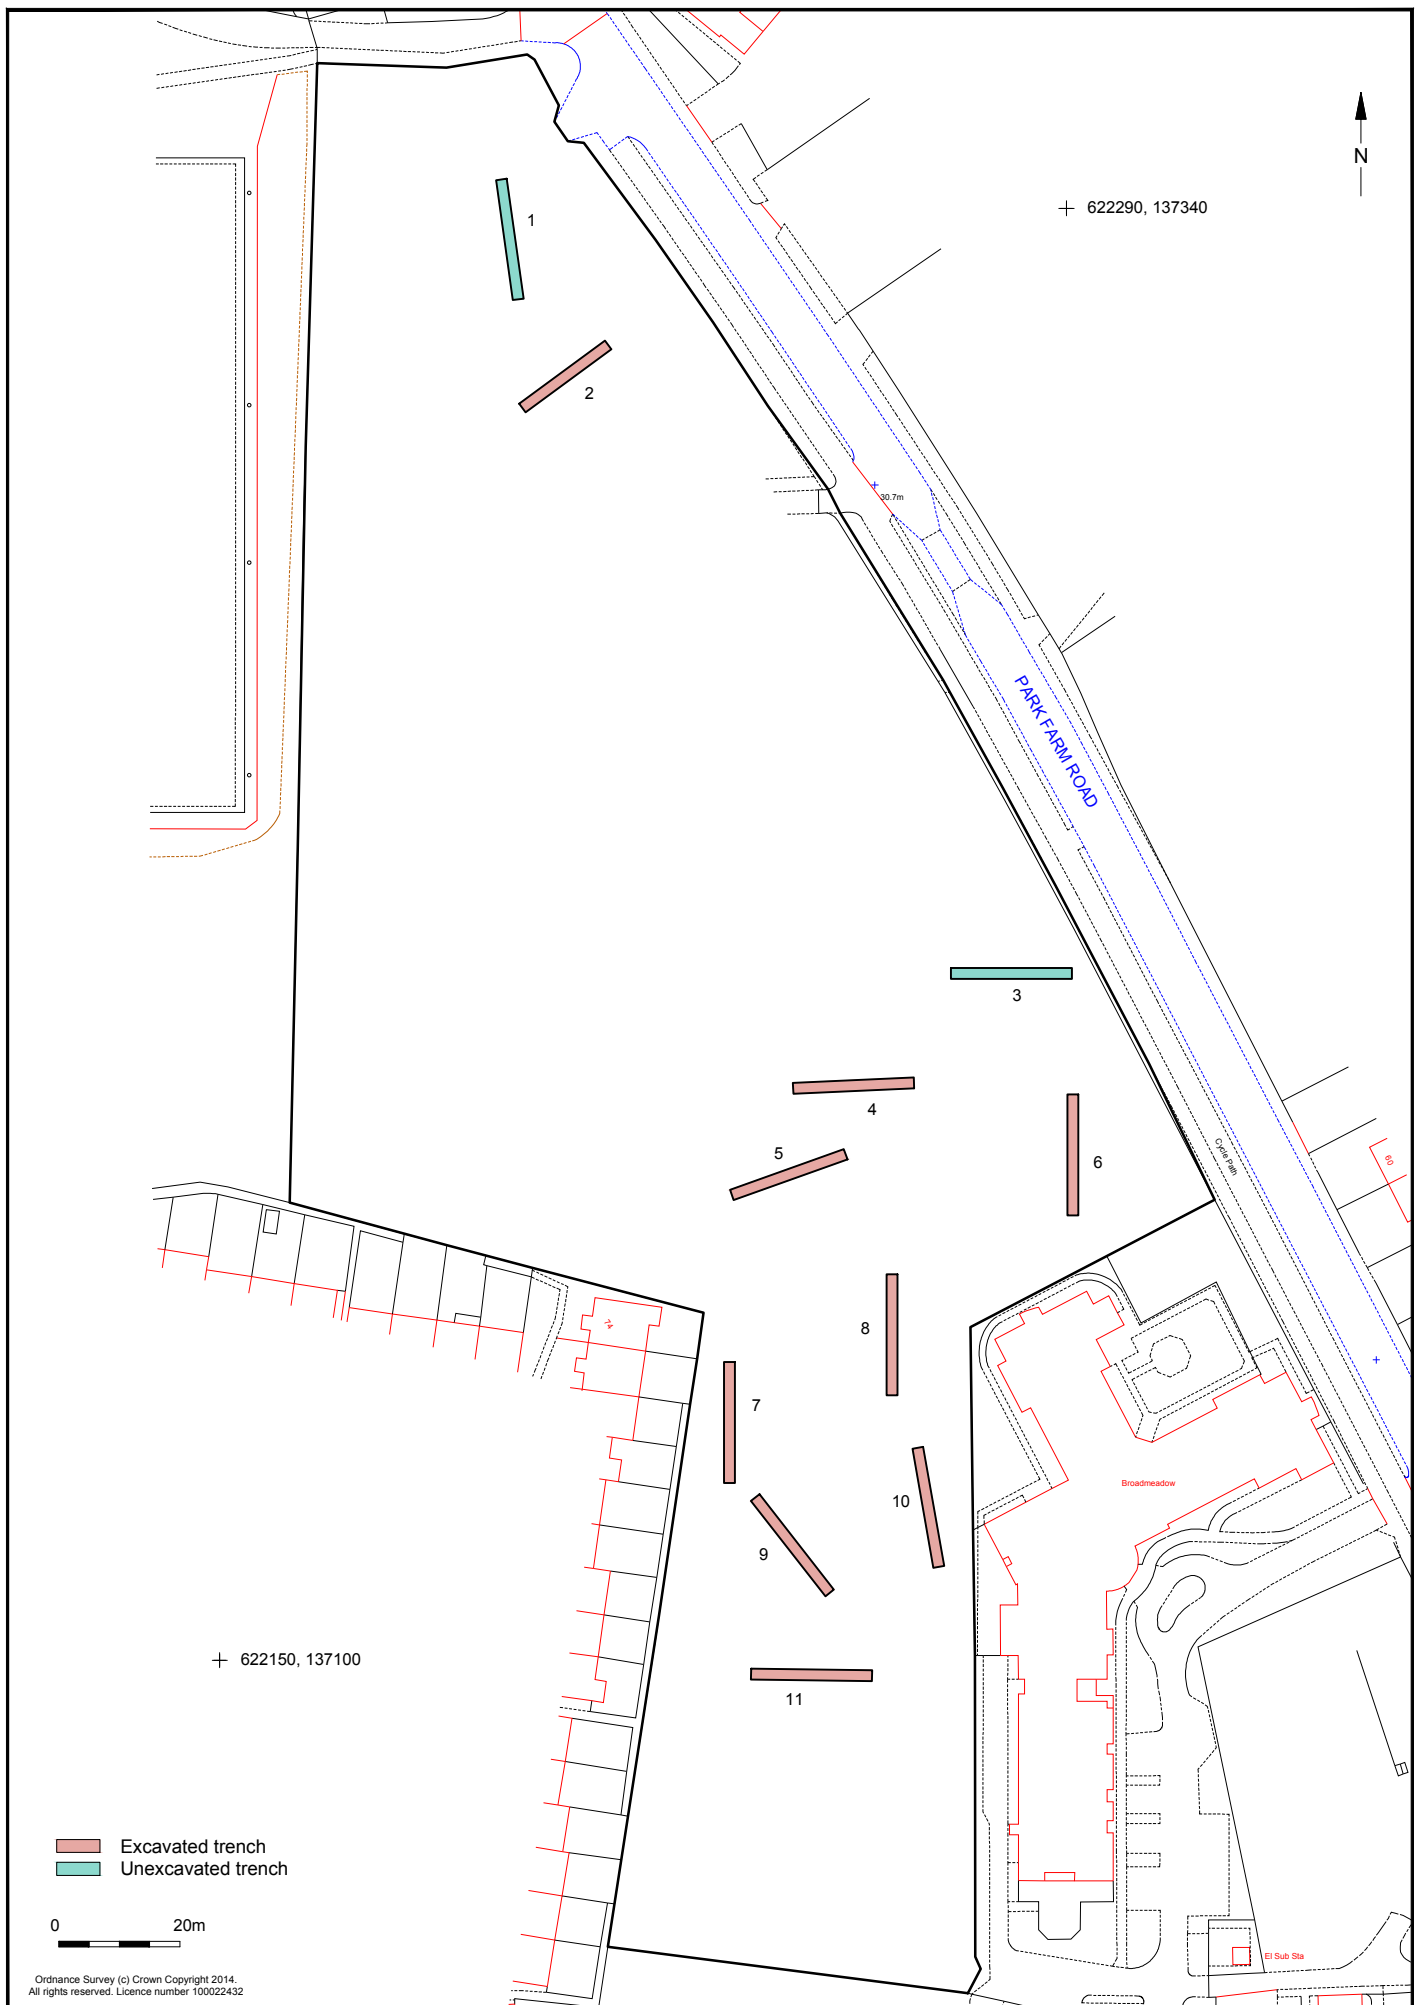 N
622290, 137340
1
2
30.7m
PARK FARM ROAD
3
4
5
6
Cycle Path
60
74
8
7
Broadmeadow
10
9
622150, 137100
11
Excavated trench
Unexcavated trench
0 20m
El Sub Sta
Ordnance Survey (c) Crown Copyright 2014.
All rights reserved. Licence number 100022432